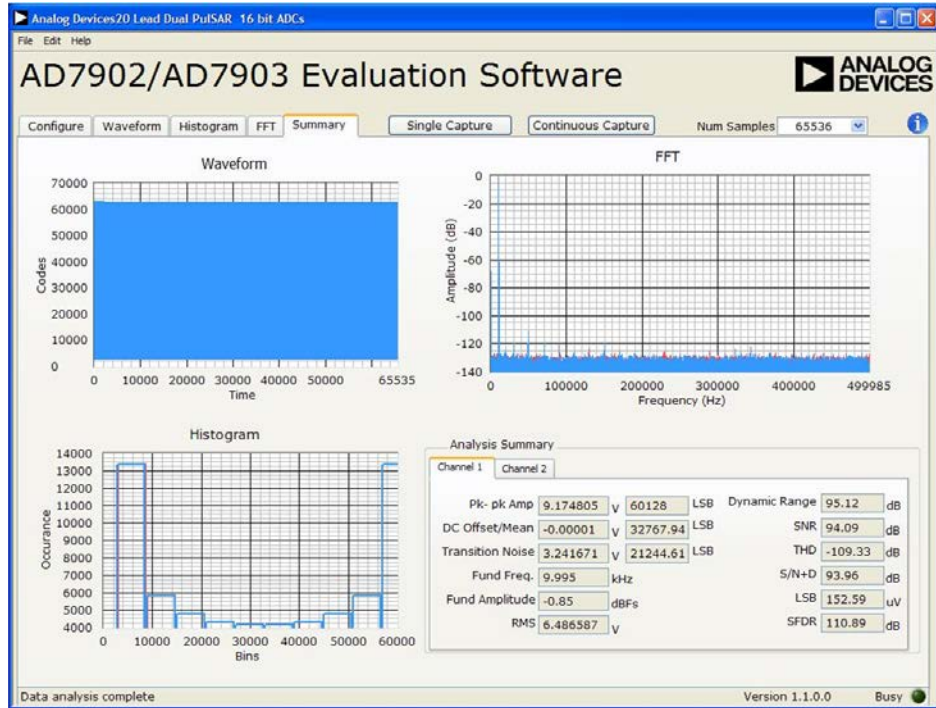 Analog Devices20 Lead Dual PulSAR 16 bit ADCs
File Edit Help
AD7902/AD7903 Evaluation Software
ANALOG
DEVICES
Configure Waveform Histogram FFT Summary Single Capture Continuous Capture Num Samples 65536
Waveform
70000
60000
50000
40000
30000
20000
10000
0
Codes
0 10000 20000 30000 40000 50000 65535
Time
FFT
0
-20
-40
-60
-80
-100
-120
-140
Amplitude (dB)
0 100000 200000 300000 400000 499985
Frequency (Hz)
Histogram
14000
13000
12000
11000
10000
9000
8000
7000
6000
5000
4000
Occurance
0 10000 20000 30000 40000 50000 60000
Bins
Analysis Summary
Channel 1 Channel 2
Pk- pk Amp 9.174805 V 60128 LSB
DC Offset/Mean -0.00001 V 32767.94 LSB
Transition Noise 3.241671 V 21244.61 LSB
Fund Freq. 9.995 kHz
Fund Amplitude -0.85 dBFs
RMS 6.486587 V
Dynamic Range 95.12 dB
SNR 94.09 dB
THD -109.33 dB
S/N+D 93.96 dB
LSB 152.59 uV
SFDR 110.89 dB
Data analysis complete Version 1.1.0.0 Busy